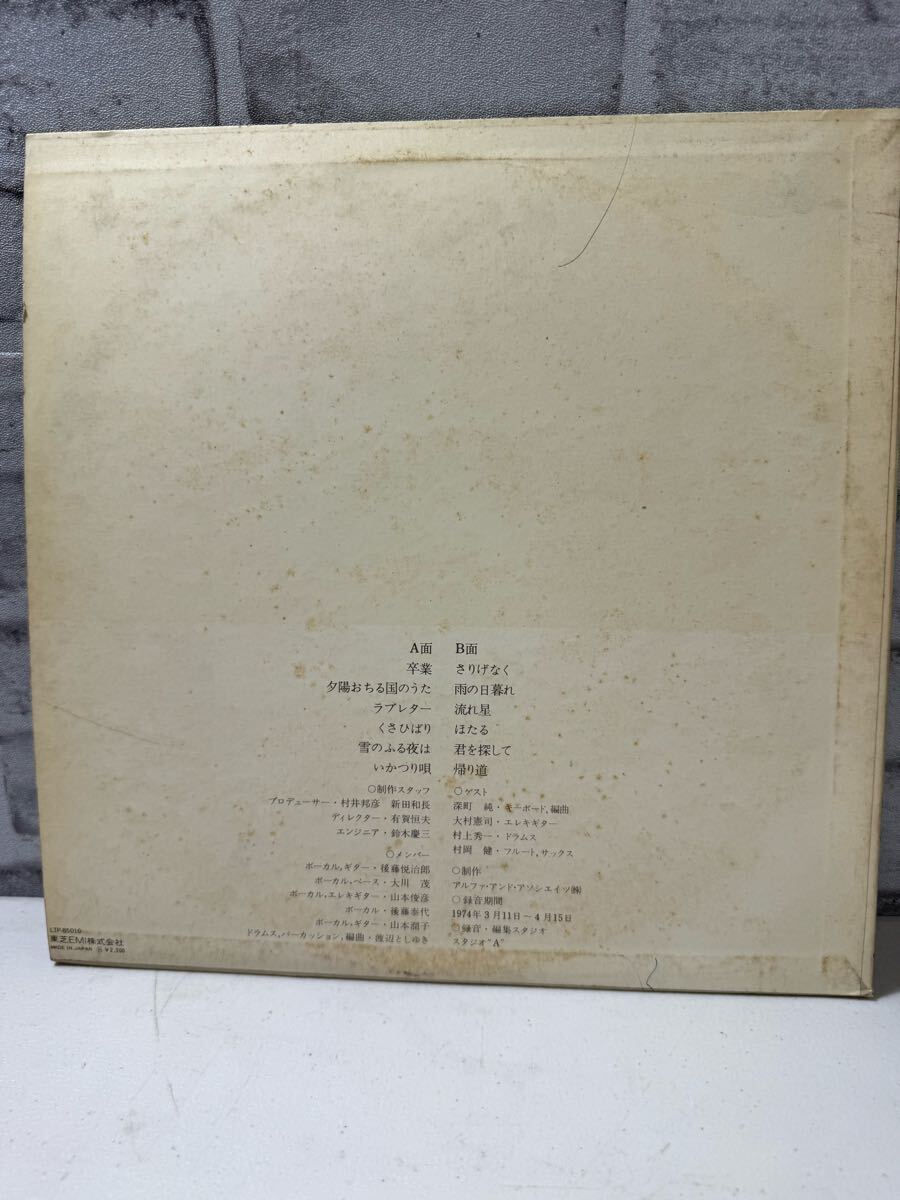 A面
卒業
夕陽おちる国のうた
ラブレター
くさひばり
雪のふる夜は
いかつり唄
B面
さりげなく
雨の日暮れ
流れ星
ほたる
君を探して
帰り道
○制作スタッフ
プロデューサー・村井邦彦 新田和長
ディレクター・有賀恒夫
エンジニア・鈴木慶三
○メンバー
ボーカル,ギター・後藤悦治郎
ボーカル,ベース・大川 茂
ボーカル,エレキギター・山本俊彦
ボーカル・後藤泰代
ボーカル,ギター・山本潤子
ドラムス,パーカッション,編曲・渡辺としゆき
○ゲスト
深町 純・キーボード,編曲
大村憲司・エレキギター
村上秀一・ドラムス
村岡 健・フルート,サックス
○制作
アルファ・アンド・アソシエイツ㈱
○録音期間
1974年3月11日〜4月15日
○録音・編集スタジオ
スタジオ"A"
LTP-85010
東芝EMI株式会社
MADE IN JAPAN ¥2,200